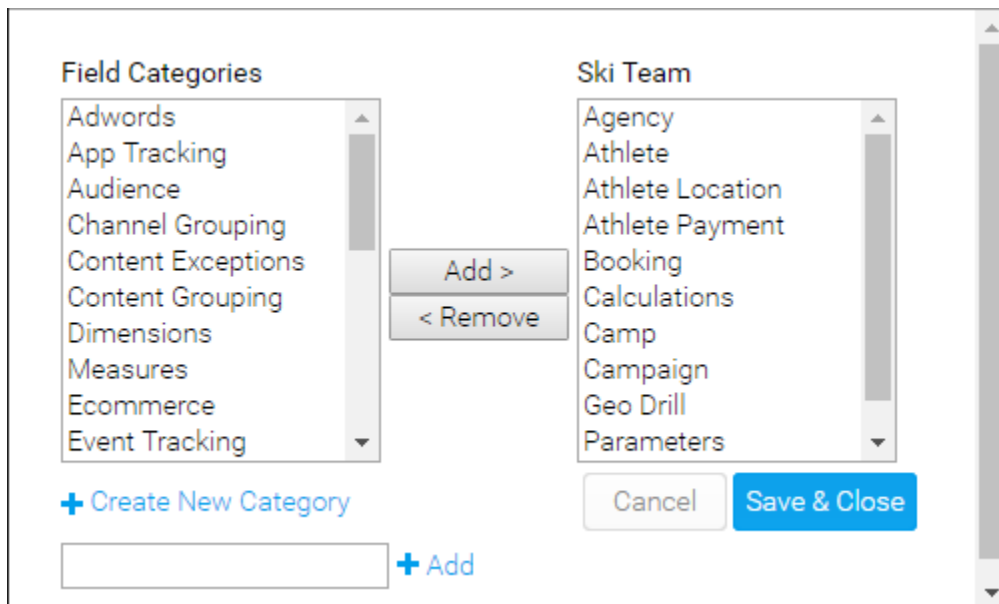 Field Categories
Adwords
App Tracking
Audience
Channel Grouping
Content Exceptions
Content Grouping
Dimensions
Measures
Ecommerce
Event Tracking
Add >
< Remove
Ski Team
Agency
Athlete
Athlete Location
Athlete Payment
Booking
Calculations
Camp
Campaign
Geo Drill
Parameters
Create New Category
Cancel
Save & Close
Add